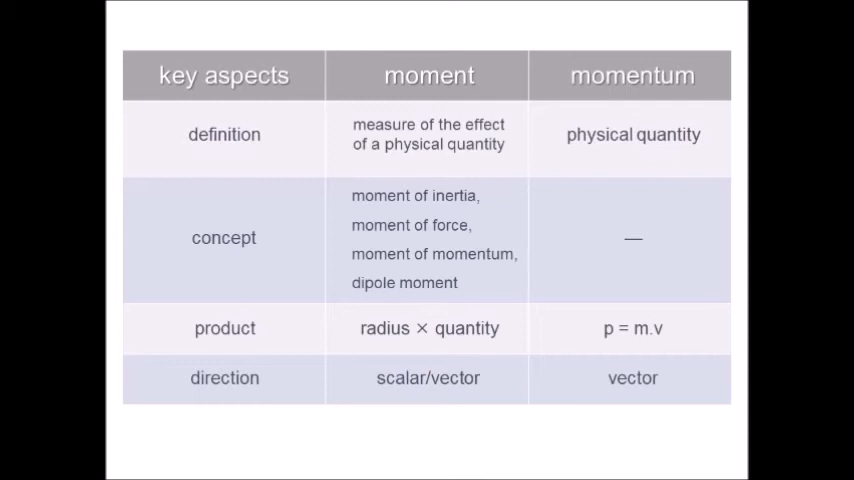 key aspects moment momentum
definition
measure of the effect
of a physical quantity
physical quantity
concept
moment of inertia,
moment of force,
moment of momentum,
dipole moment
—
product radius × quantity p = m.v
direction scalar/vector vector